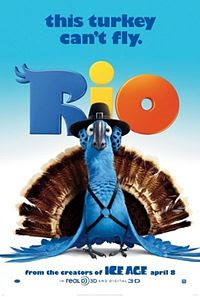 this turkey
can't fly.
RIO
from the creators of ICE AGE april 8
IN REAL D 3D AND DIGITAL 3D